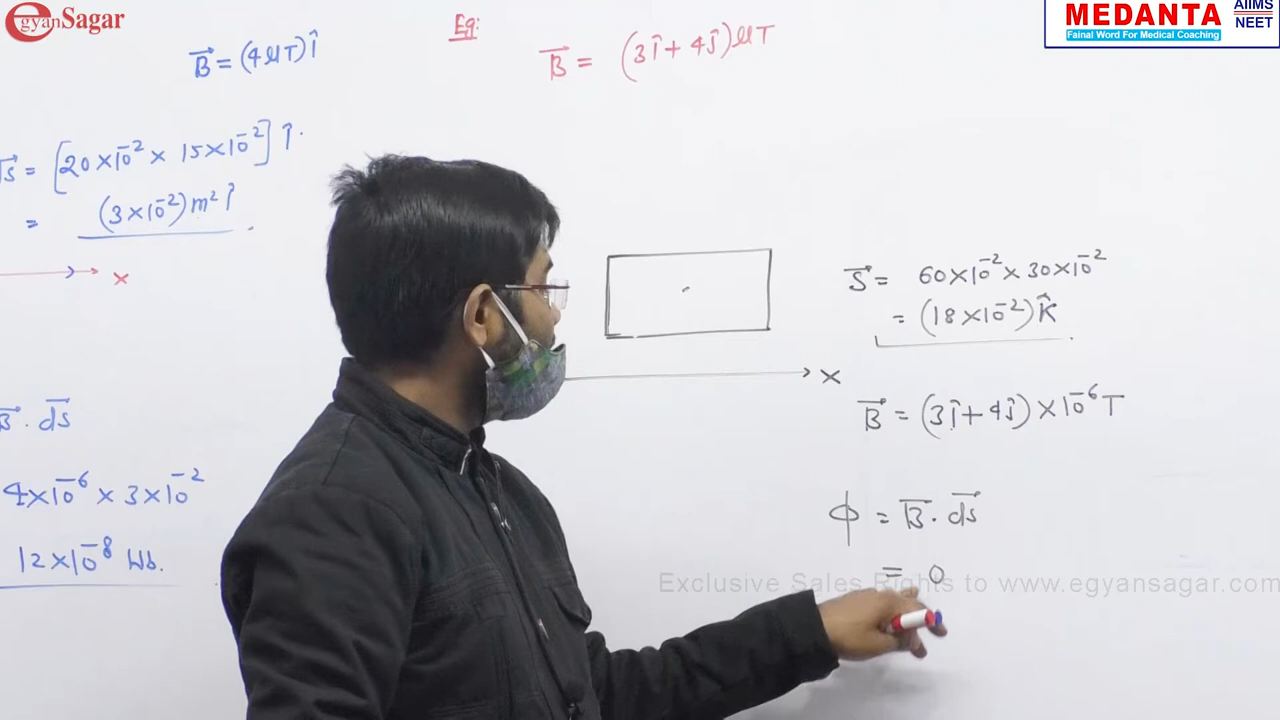 egyanSagar
MEDANTA AIIMS NEET
Fainal Word For Medical Coaching
B⃗ = (4μT) î
s⃗ = [20×10⁻² × 15×10⁻²] î.
= (3×10⁻²)m² î
x
B⃗ . ds⃗
4×10⁻⁶ × 3×10⁻²
12×10⁻⁸ Wb.
Eg:
B⃗ = (3î + 4ĵ) μT
x
S⃗ = 60×10⁻² × 30×10⁻²
= (18×10⁻²) K̂
B⃗ = (3î + 4ĵ) × 10⁻⁶ T
ϕ = B⃗ . ds⃗
= 0
Exclusive Sales Rights to www.egyansagar.com